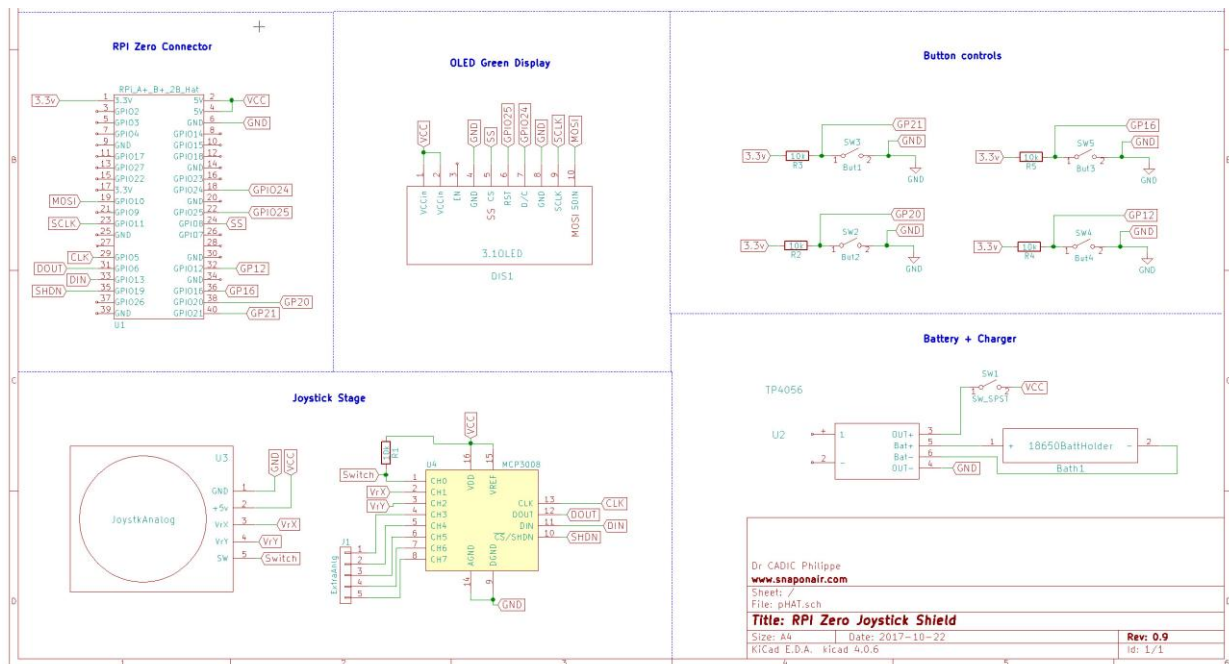 RPI Zero Connector
RPi_A+_B+_2B_Hat
3.3v
1
3.3V
5V
2
VCC
3
GPIO2
5V
4
5
GPIO3
GND
6
GND
7
GPIO4
GPIO14
8
9
GND
GPIO15
10
11
GPIO17
GPIO18
12
13
GPIO27
GND
14
15
GPIO22
GPIO23
16
17
3.3V
GPIO24
18
GPIO24
MOSI
19
GPIO10
GND
20
21
GPIO9
GPIO25
22
GPIO25
SCLK
23
GPIO11
GPIO8
24
SS
25
GND
GPIO7
26
27
28
CLK
29
GPIO5
GND
30
DOUT
31
GPIO6
GPIO12
32
GP12
DIN
33
GPIO13
GND
34
SHDN
35
GPIO19
GPIO16
36
GP16
37
GPIO26
GPIO20
38
GP20
39
GND
GPIO21
40
GP21
U1
OLED Green Display
VCC
GND
SS
GPIO25
GPIO24
GND
SCLK
MOSI
1
2
3
4
5
6
7
8
9
10
VCCin
VCCin
EN
GND
SS CS
RST
D/C
GND
SCLK
MOSI SDIN
3.1OLED
DIS1
Button controls
3.3v
10k
R3
SW3
1
2
But1
GP21
GND
GND
3.3v
10k
R5
SW5
1
2
But3
GP16
GND
GND
3.3v
10k
R2
SW2
1
2
But2
GP20
GND
GND
3.3v
10k
R4
SW4
1
2
But4
GP12
GND
GND
Joystick Stage
U3
JoystkAnalog
GND
1
GND
+5v
2
VCC
VrX
3
VrX
VrY
4
VrY
SW
5
Switch
10k
R1
VCC
U4
MCP3008
16
15
VDD
VREF
Switch
1
CH0
VrX
2
CH1
VrY
3
CH2
4
CH3
5
CH4
6
CH5
7
CH6
8
CH7
CLK
13
CLK
DOUT
12
DOUT
DIN
11
DIN
CS/SHDN
10
SHDN
AGND
DGND
14
9
GND
J1
ExtraAnlg
1
2
3
4
5
Battery + Charger
TP4056
U2
+
1
2
-
OUT+
3
Bat+
5
Bat-
6
OUT-
4
GND
SW1
1
2
SW_SPST
VCC
1
+
18650BattHolder
-
2
Bath1
Dr CADIC Philippe
www.snaponair.com
Sheet: /
File: pHAT.sch
Title: RPI Zero Joystick Shield
Size: A4
Date: 2017-10-22
Rev: 0.9
KiCad E.D.A. kicad 4.0.6
Id: 1/1
B
C
D
1
2
3
4
5